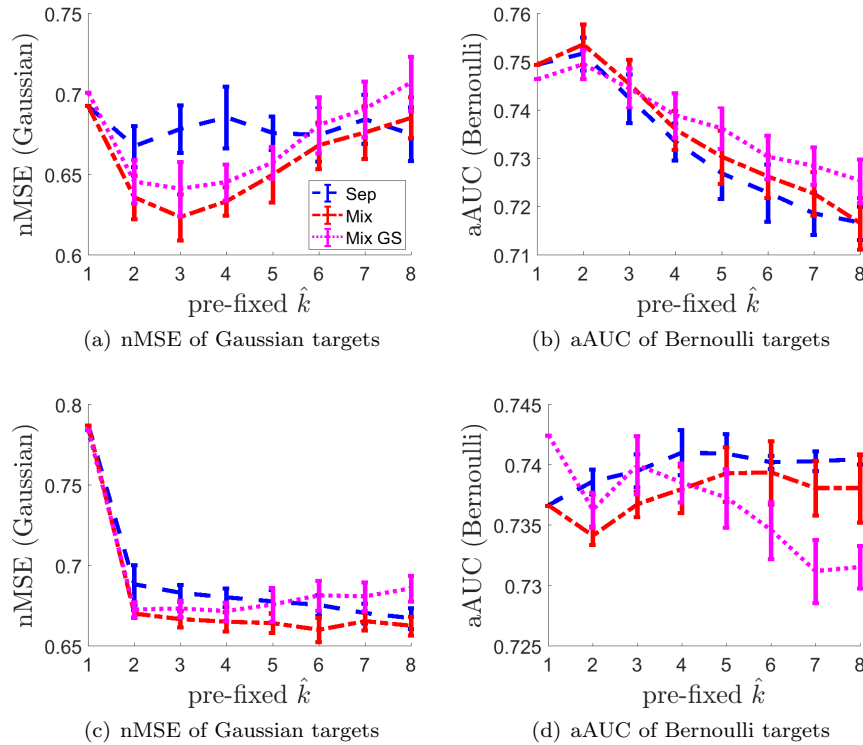 0.75
0.7
0.65
0.6
nMSE (Gaussian)
1 2 3 4 5 6 7 8
pre-fixed k̂
Sep
Mix
Mix GS
(a) nMSE of Gaussian targets
0.76
0.75
0.74
0.73
0.72
0.71
aAUC (Bernoulli)
1 2 3 4 5 6 7 8
pre-fixed k̂
(b) aAUC of Bernoulli targets
0.8
0.75
0.7
0.65
nMSE (Gaussian)
1 2 3 4 5 6 7 8
pre-fixed k̂
(c) nMSE of Gaussian targets
0.745
0.74
0.735
0.73
0.725
aAUC (Bernoulli)
1 2 3 4 5 6 7 8
pre-fixed k̂
(d) aAUC of Bernoulli targets